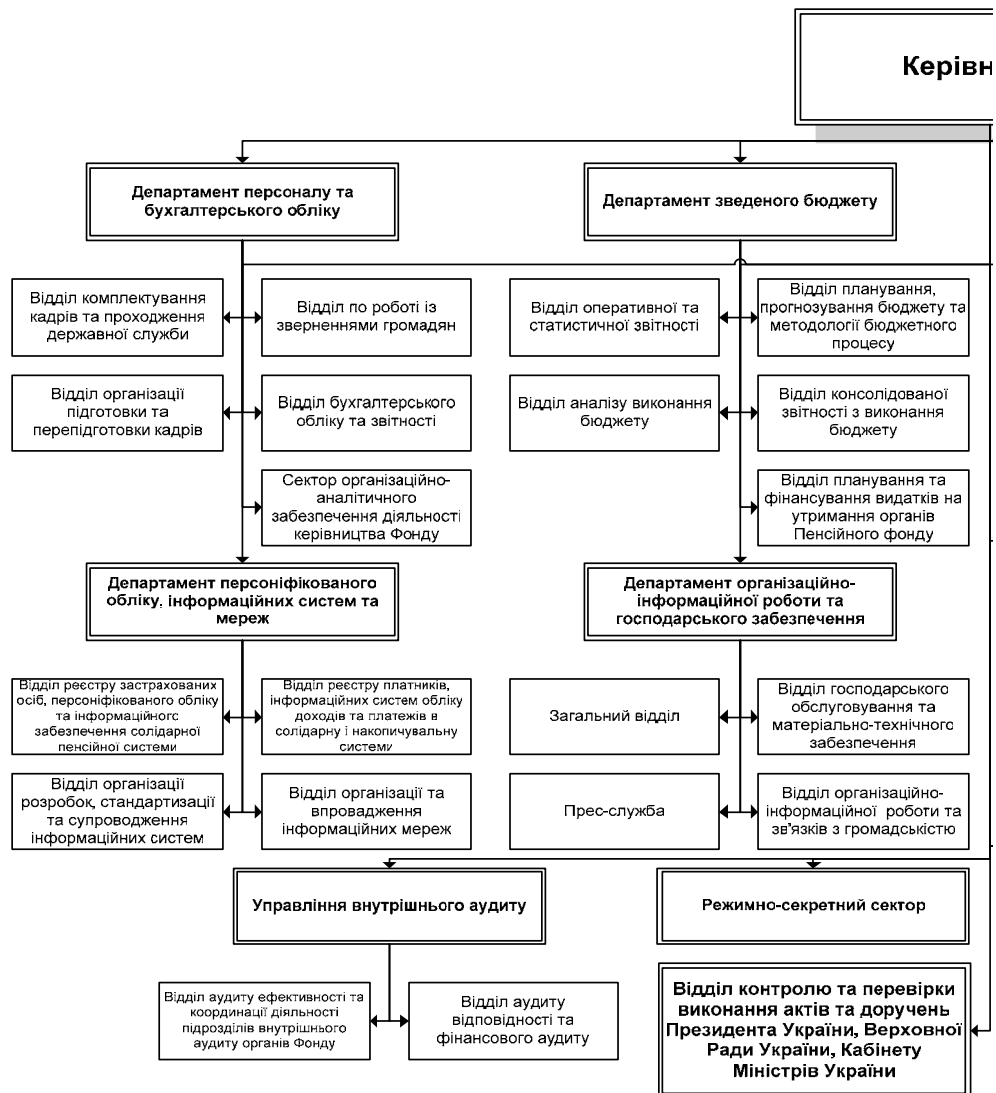 Керівн
Департамент персоналу та
бухгалтерського обліку
Департамент зведеного бюджету
Відділ комплектування
кадрів та проходження
державної служби
Відділ по роботі із
зверненнями громадян
Відділ оперативної та
статистичної звітності
Відділ планування,
прогнозування бюджету та
методології бюджетного
процесу
Відділ організації
підготовки та
перепідготовки кадрів
Відділ бухгалтерського
обліку та звітності
Відділ аналізу виконання
бюджету
Відділ консолідованої
звітності з виконання
бюджету
Сектор організаційно-
аналітичного
забезпечення діяльності
керівництва Фонду
Відділ планування та
фінансування видатків на
утримання органів
Пенсійного фонду
Департамент персоніфікованого
обліку, інформаційних систем та
мереж
Департамент організаційно-
інформаційної роботи та
господарського забезпечення
Відділ реєстру застрахованих
осіб, персоніфікованого обліку
та інформаційного
забезпечення солідарної
пенсійної системи
Відділ реєстру платників,
інформаційних систем обліку
доходів та платежів в
солідарну і накопичувальну
системи
Загальний відділ
Відділ господарського
обслуговування та
матеріально-технічного
забезпечення
Відділ організації
розробок, стандартизації
та супроводження
інформаційних систем
Відділ організації та
впровадження
інформаційних мереж
Прес-служба
Відділ організаційно-
інформаційної роботи та
зв'язків з громадськістю
Управління внутрішнього аудиту
Режимно-секретний сектор
Відділ аудиту ефективності та
координації діяльності
підрозділів внутрішнього
аудиту органів Фонду
Відділ аудиту
відповідності та
фінансового аудиту
Відділ контролю та перевірки
виконання актів та доручень
Президента України, Верховної
Ради України, Кабінету
Міністрів України